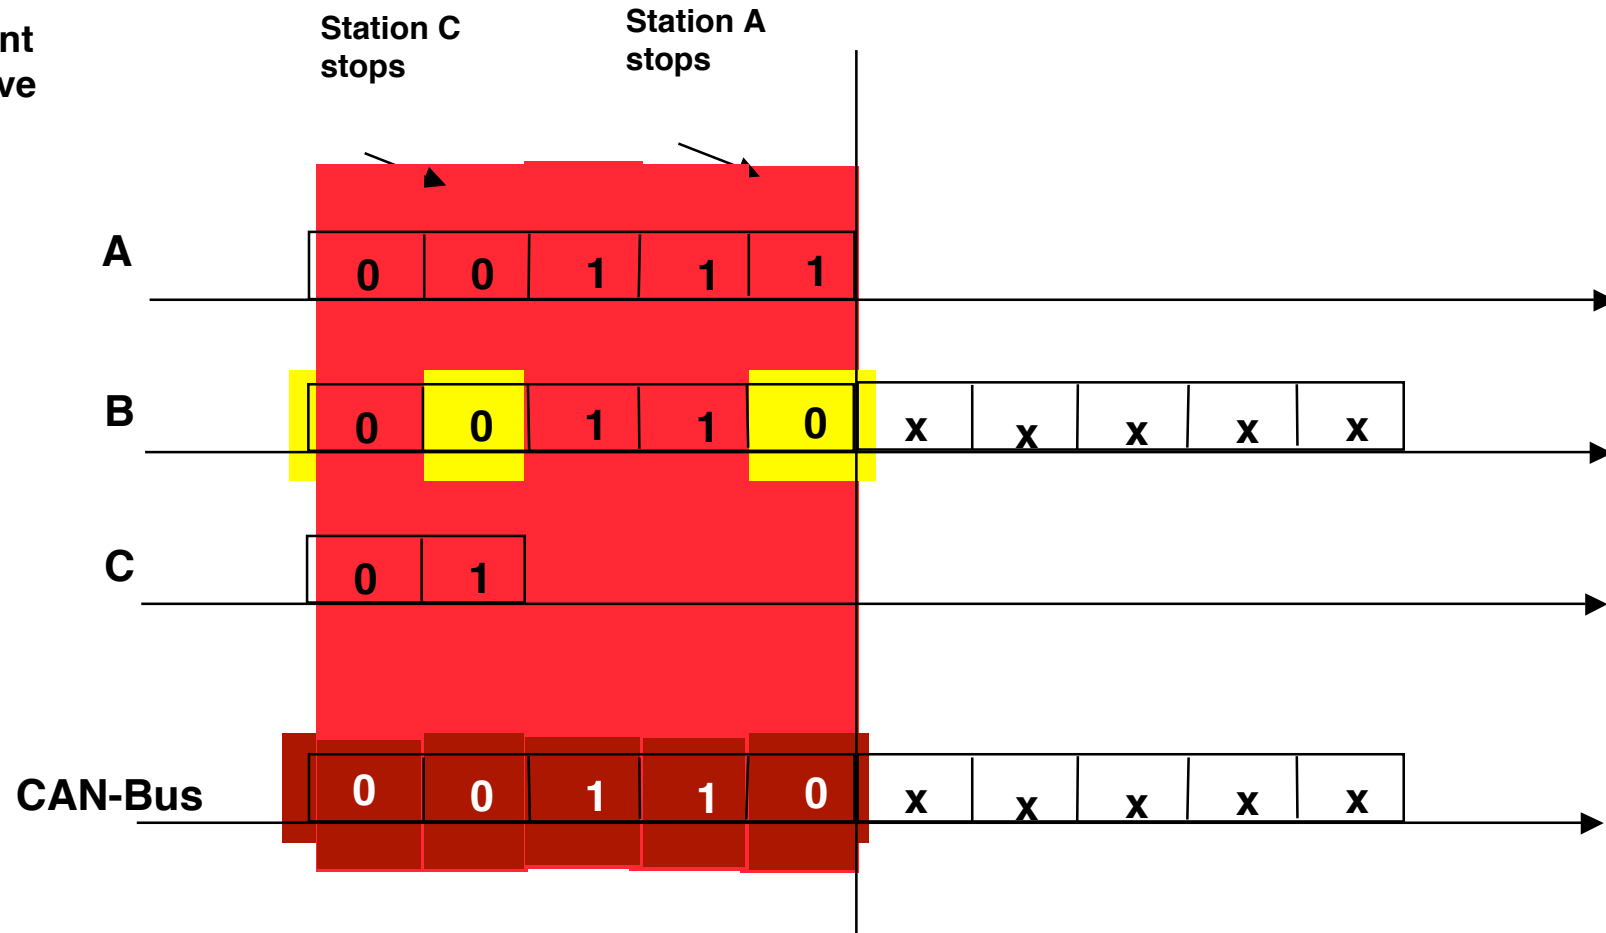 nt
ve
Station C
stops
Station A
stops
A
0 0 1 1 1
B
0 0 1 1 0 x x x x x
C
0 1
CAN-Bus
0 0 1 1 0 x x x x x